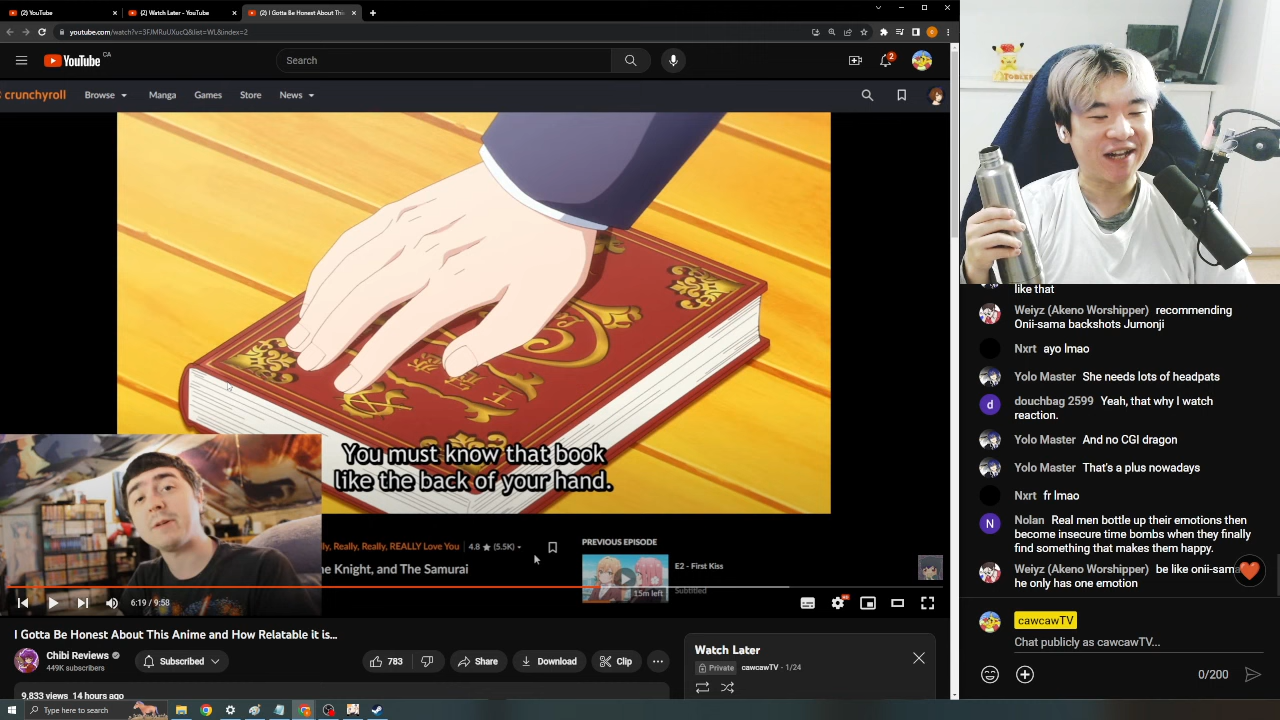 (2) YouTube
(2) Watch Later - YouTube
(2) I Gotta Be Honest About This
youtube.com/watch?v=3FJMRuUXucQ&list=WL&index=2
YouTube CA
Search
2
crunchyroll
Browse
Manga
Games
Store
News
You must know that book
like the back of your hand.
ly, Really, Really, REALLY Love You
4.8 ★ (5.5K)
he Knight, and The Samurai
PREVIOUS EPISODE
E2 - First Kiss
Subtitled
15m left
6:19 / 9:58
I Gotta Be Honest About This Anime and How Relatable it is...
Chibi Reviews
449K subscribers
Subscribed
783
Share
Download
Clip
9,833 views 14 hours ago
Watch Later
Private
cawcawTV - 1/24
Type here to search
like that
Weiyz (Akeno Worshipper) recommending
Onii-sama backshots Jumonji
Nxrt ayo lmao
Yolo Master She needs lots of headpats
d
douchbag 2599 Yeah, that why I watch
reaction.
Yolo Master And no CGI dragon
Yolo Master That's a plus nowadays
Nxrt fr lmao
N
Nolan Real men bottle up their emotions then
become insecure time bombs when they finally
find something that makes them happy.
Weiyz (Akeno Worshipper) be like onii-sama
he only has one emotion
cawcawTV
Chat publicly as cawcawTV...
0/200